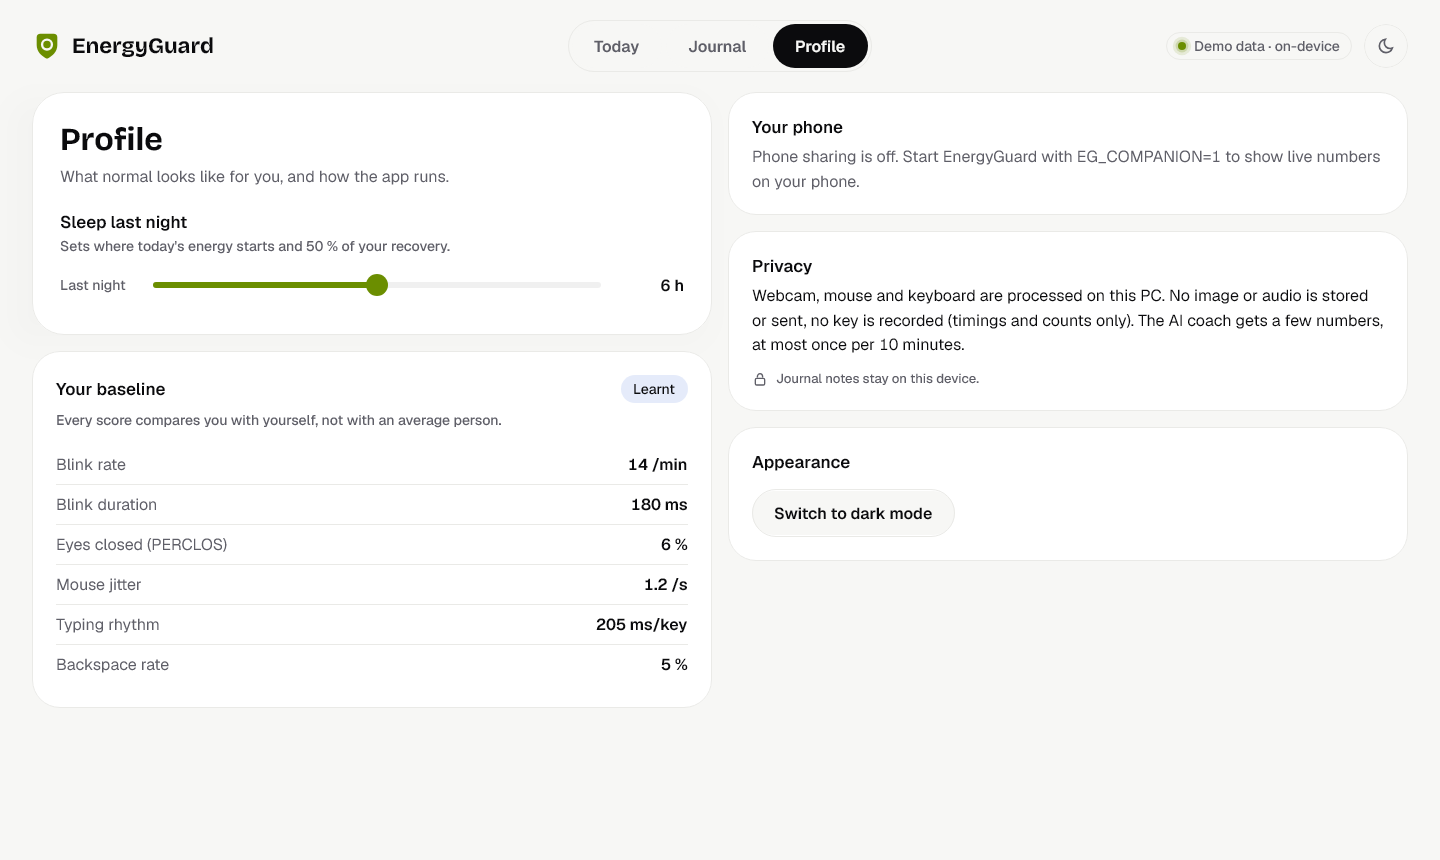 EnergyGuard
Today
Journal
Profile
Demo data · on-device
Profile
What normal looks like for you, and how the app runs.
Sleep last night
Sets where today's energy starts and 50 % of your recovery.
Last night
6 h
Your baseline
Learnt
Every score compares you with yourself, not with an average person.
Blink rate
14 /min
Blink duration
180 ms
Eyes closed (PERCLOS)
6 %
Mouse jitter
1.2 /s
Typing rhythm
205 ms/key
Backspace rate
5 %
Your phone
Phone sharing is off. Start EnergyGuard with EG_COMPANION=1 to show live numbers
on your phone.
Privacy
Webcam, mouse and keyboard are processed on this PC. No image or audio is stored
or sent, no key is recorded (timings and counts only). The AI coach gets a few numbers,
at most once per 10 minutes.
Journal notes stay on this device.
Appearance
Switch to dark mode